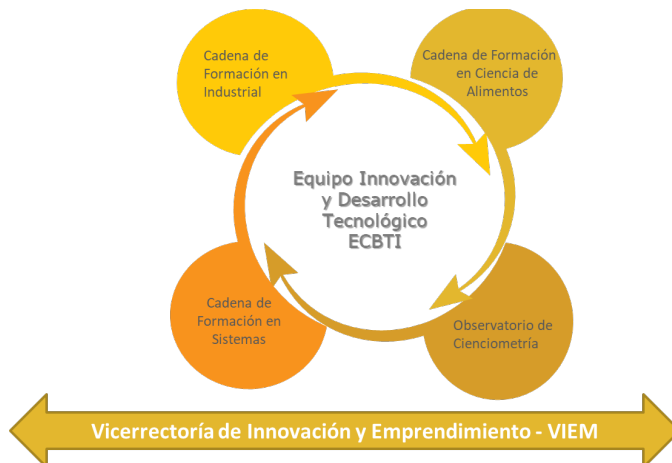 Cadena de
Formación en
Industrial
Cadena de Formación
en Ciencia de
Alimentos
Equipo Innovación
y Desarrollo
Tecnológico
ECBTI
Cadena de
Formación en
Sistemas
Observatorio de
Cienciometría
Vicerrectoría de Innovación y Emprendimiento - VIEM